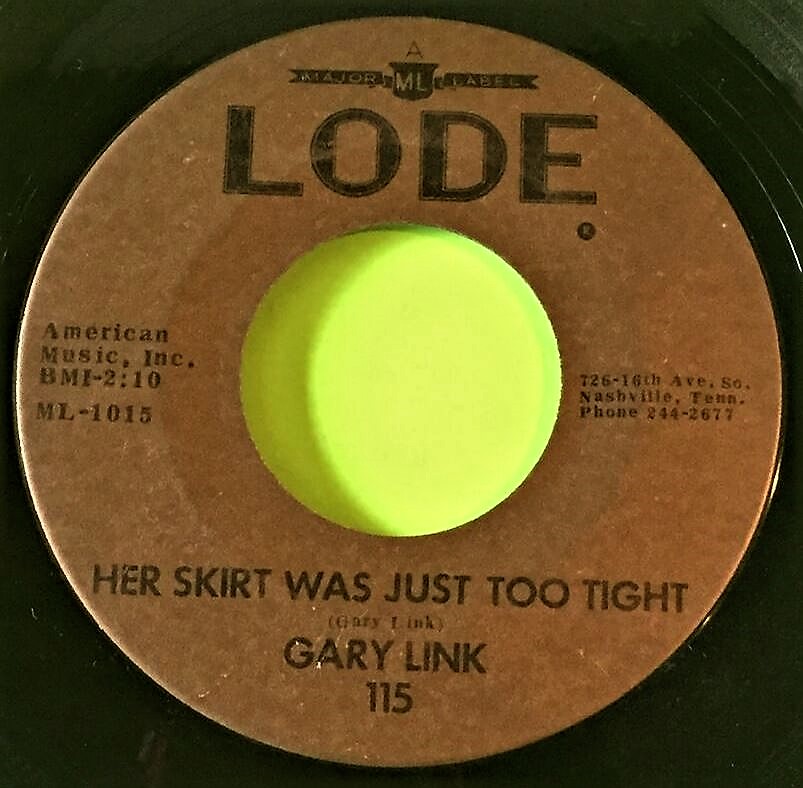 A
MAJOR ML LABEL
LODE
®
American
Music, Inc.
BMI-2:10
ML-1015
726-16th Ave. So.
Nashville, Tenn.
Phone 244-2677
HER SKIRT WAS JUST TOO TIGHT
(Gary Link)
GARY LINK
115